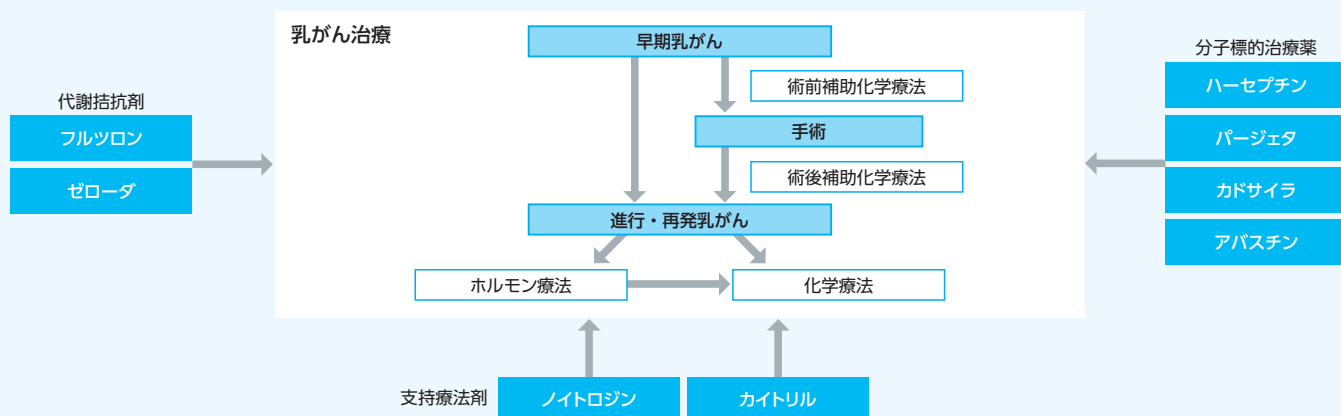 乳がん治療
早期乳がん
術前補助化学療法
手術
術後補助化学療法
進行・再発乳がん
ホルモン療法
化学療法
代謝拮抗剤
フルツロン
ゼローダ
分子標的治療薬
ハーセプチン
パージェタ
カドサイラ
アバスチン
支持療法剤
ノイトロジン
カイトリル